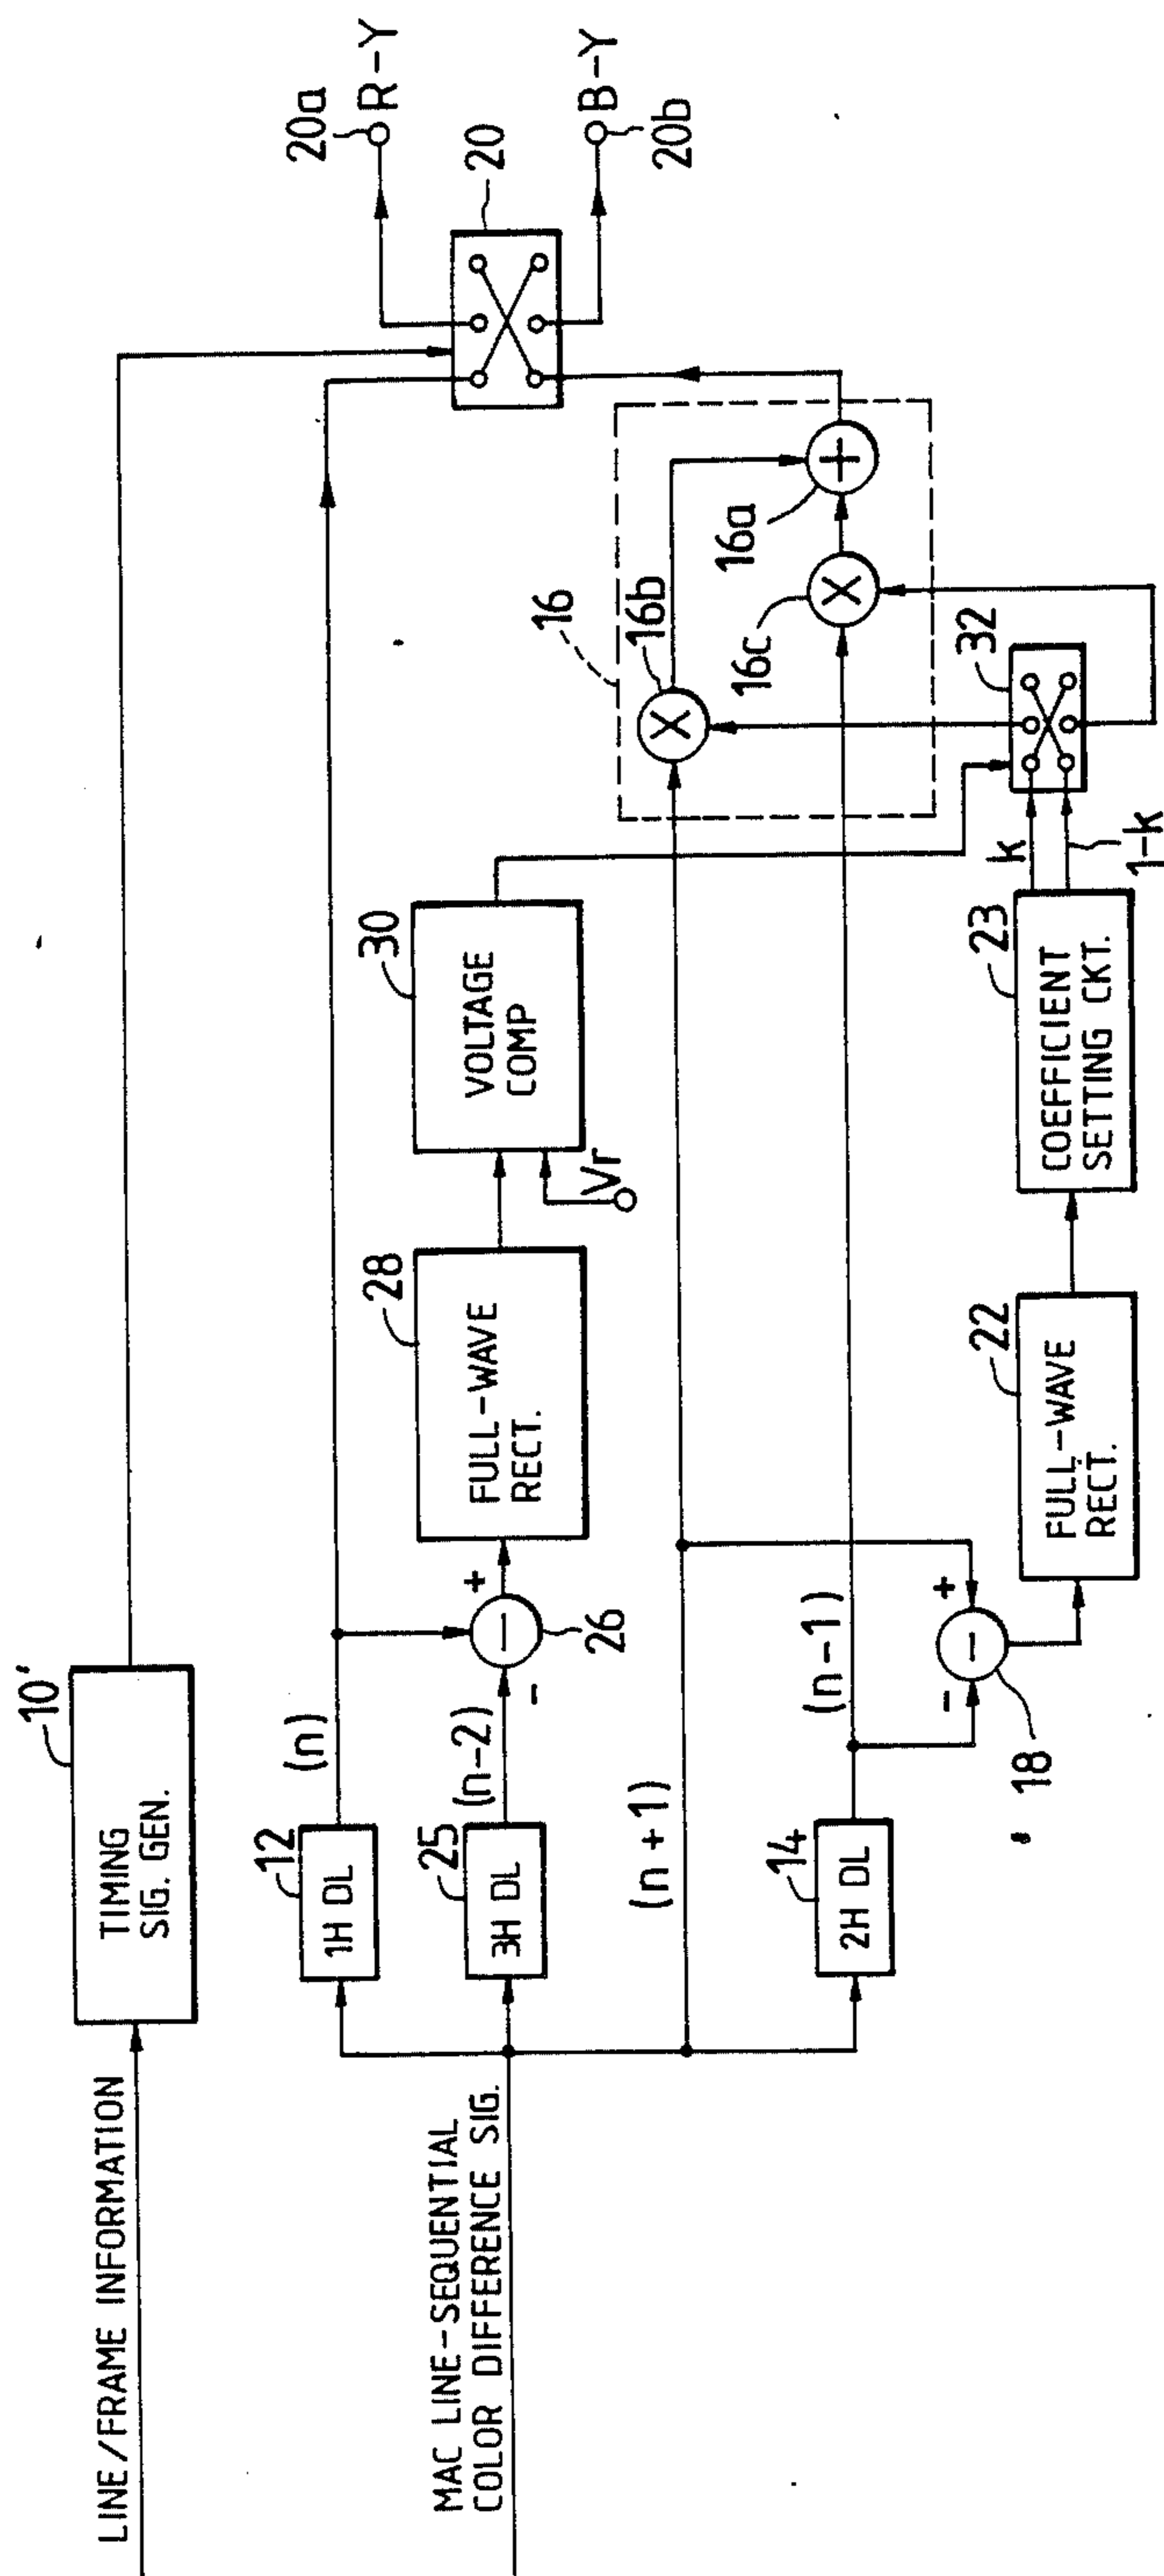 LINE/FRAME INFORMATION
TIMING
SIG. GEN.
10'
MAC LINE-SEQUENTIAL
COLOR DIFFERENCE SIG.
1H DL
12
(n)
3H DL
25
(n-2)
(n+1)
2H DL
14
(n-1)
+
-
-
26
+
-
-
18
FULL-WAVE
RECT.
28
VOLTAGE
COMP
30
Vr
FULL-WAVE
RECT.
22
COEFFICIENT
SETTING CKT.
23
k
1-k
32
16
X
16b
X
16c
+
16a
20
20a
R-Y
B-Y
20b